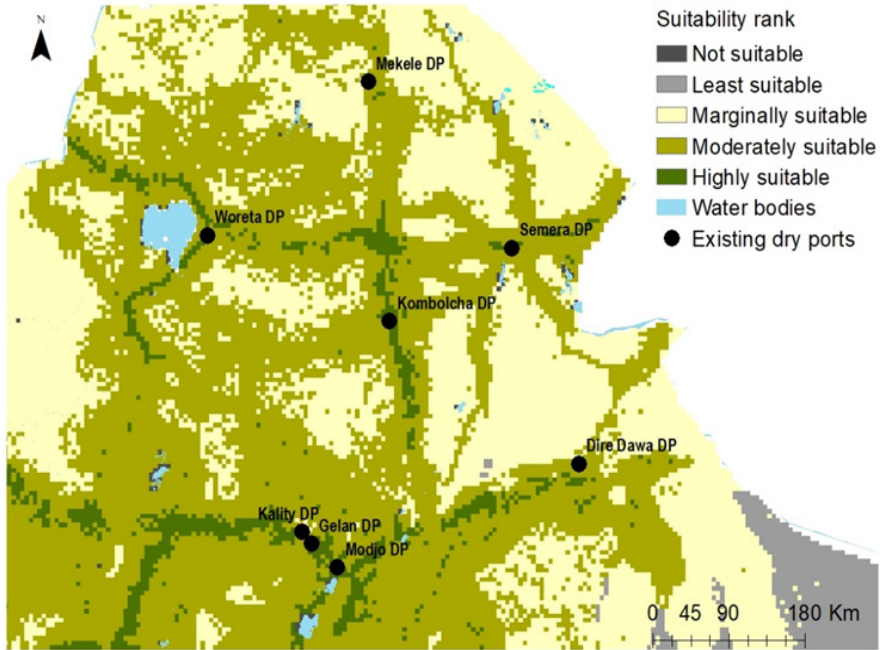 N
Suitability rank
Not suitable
Least suitable
Marginally suitable
Moderately suitable
Highly suitable
Water bodies
Existing dry ports
Mekele DP
Woreta DP
Semera DP
Kombolcha DP
Dire Dawa DP
Kality DP
Gelan DP
Modjo DP
0 45 90 180 Km